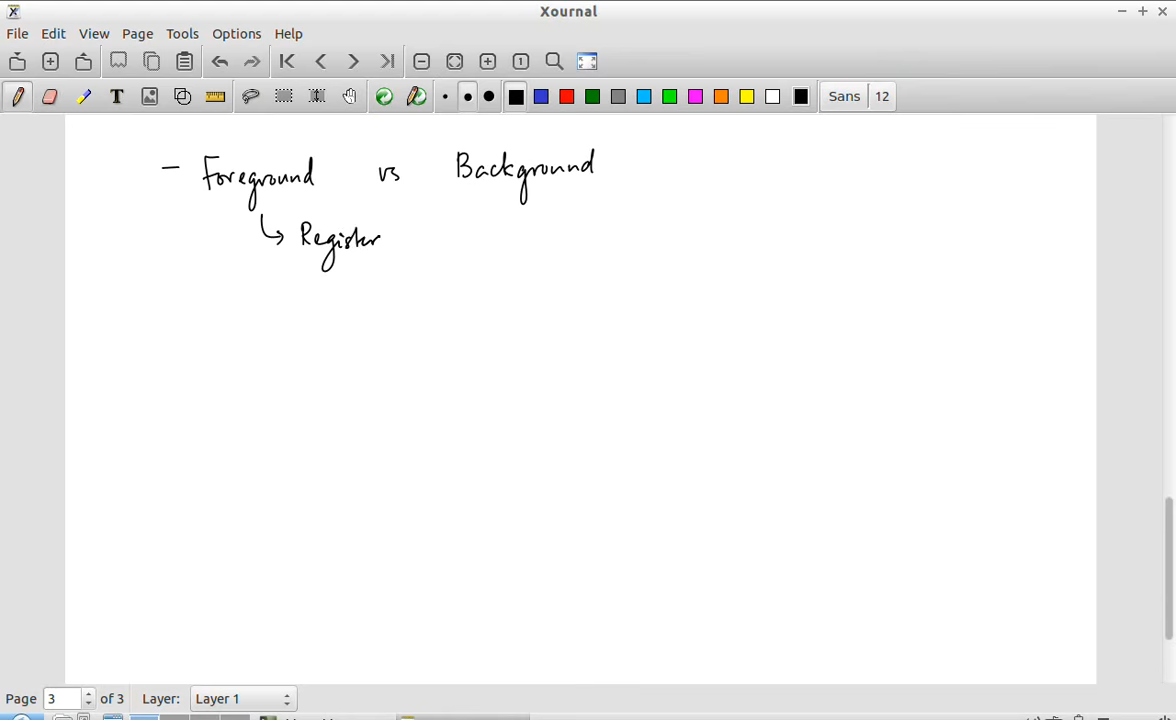 Xournal
File Edit View Page Tools Options Help
Sans 12
– Foreground vs Background
↳ Register
Page 3 of 3 Layer: Layer 1